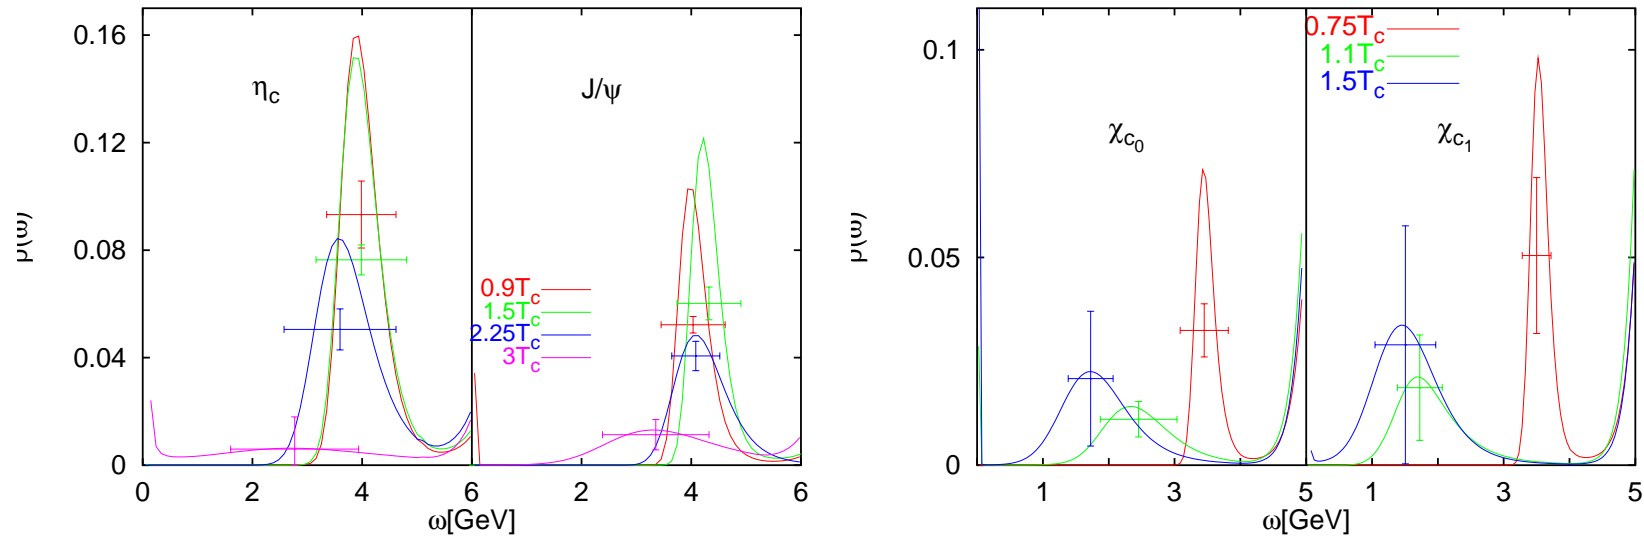 0.16
0.12
0.08
0.04
0
ρ(ω)
η_c
J/ψ
0.9T_c
1.5T_c
2.25T_c
3T_c
0 2 4 6 2 4 6
ω[GeV]
0.1
0.05
0
ρ(ω)
0.75T_c
1.1T_c
1.5T_c
χ_c₀
χ_c₁
1 3 5 1 3 5
ω[GeV]